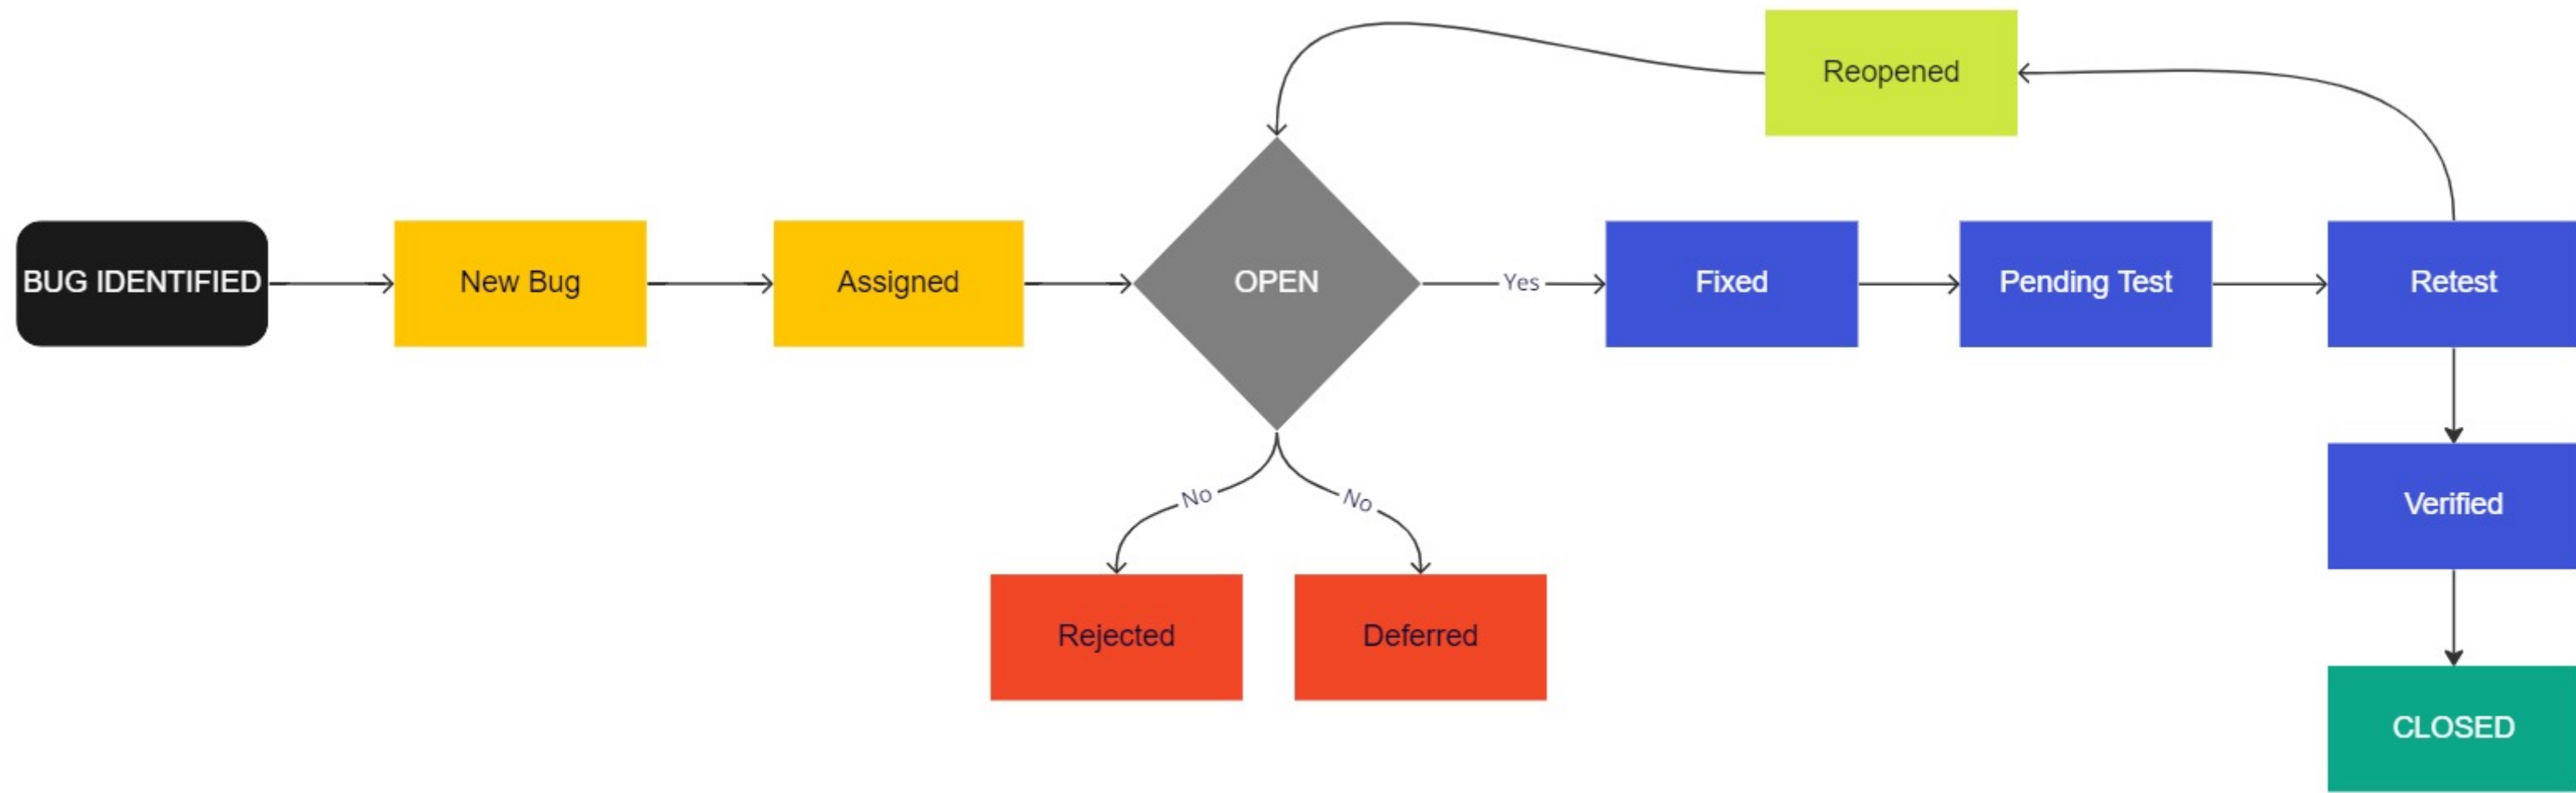 Reopened
BUG IDENTIFIED
New Bug
Assigned
OPEN
Yes
Fixed
Pending Test
Retest
No
No
Verified
Rejected
Deferred
CLOSED